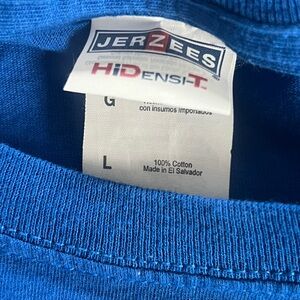 JERZEES
HiDENSI-T
G
con insumos importados
L
100% Cotton
Made in El Salvador